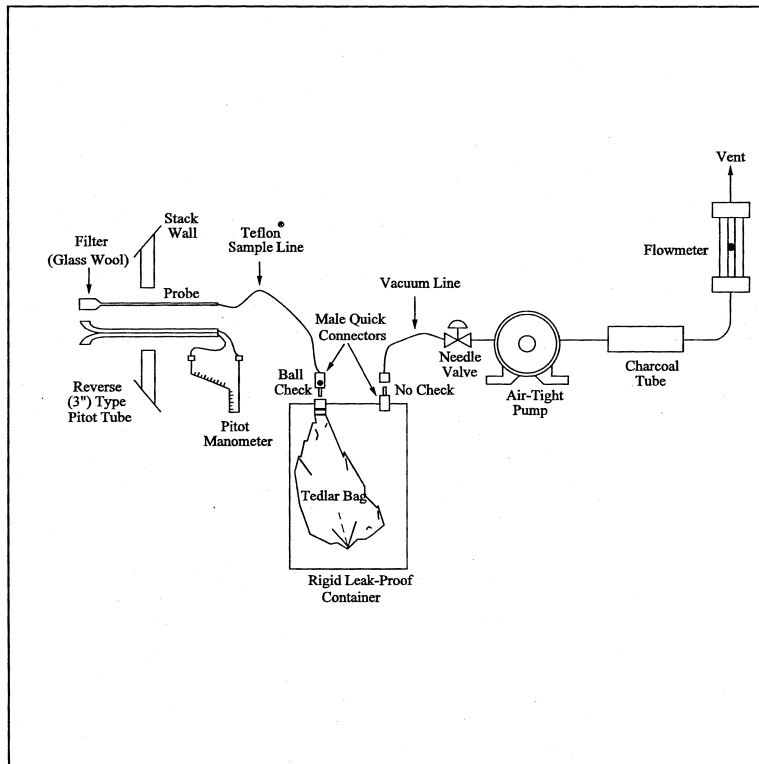 Vent
Stack
Wall
Teflon®
Sample Line
Filter
(Glass Wool)
Flowmeter
Probe
Vacuum Line
Male Quick
Connectors
Needle
Valve
Ball
Check
No Check
Charcoal
Tube
Air-Tight
Pump
Reverse
(3") Type
Pitot Tube
Pitot
Manometer
Tedlar Bag
Rigid Leak-Proof
Container